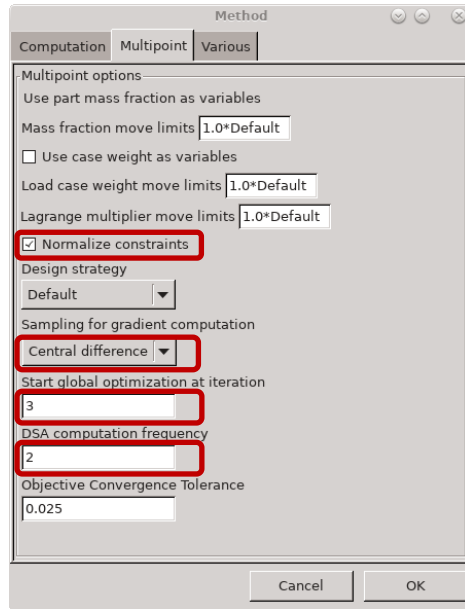 Method
Computation Multipoint Various
Multipoint options
Use part mass fraction as variables
Mass fraction move limits 1.0*Default
Use case weight as variables
Load case weight move limits 1.0*Default
Lagrange multiplier move limits 1.0*Default
Normalize constraints
Design strategy
Default
Sampling for gradient computation
Central difference
Start global optimization at iteration
3
DSA computation frequency
2
Objective Convergence Tolerance
0.025
Cancel OK